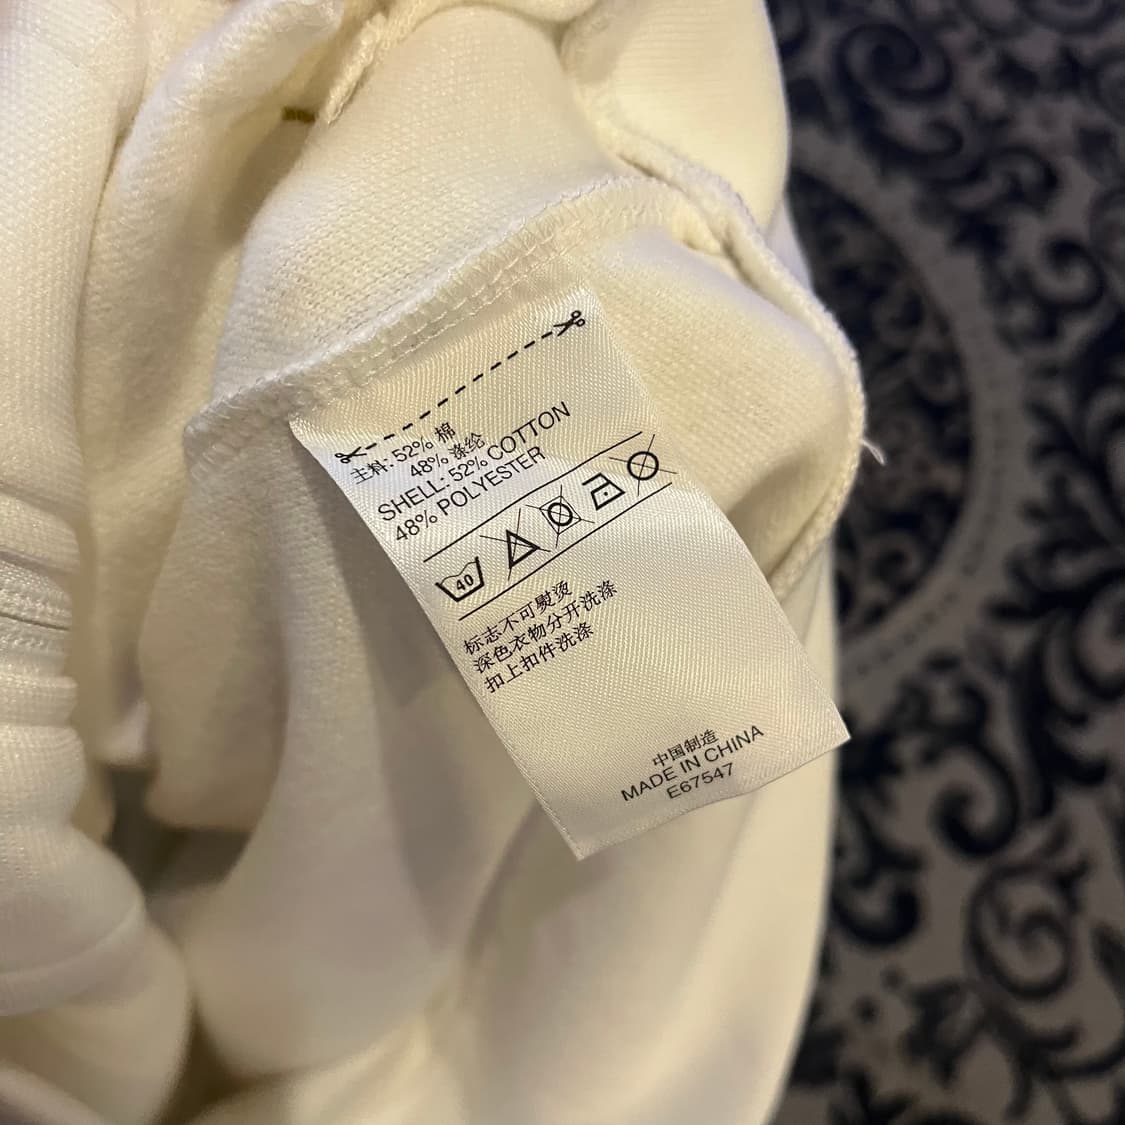 主料: 52% 棉
48% 涤纶
SHELL: 52% COTTON
48% POLYESTER
40
标志不可熨烫
深色衣物分开洗涤
扣上扣件洗涤
中国制造
MADE IN CHINA
E67547